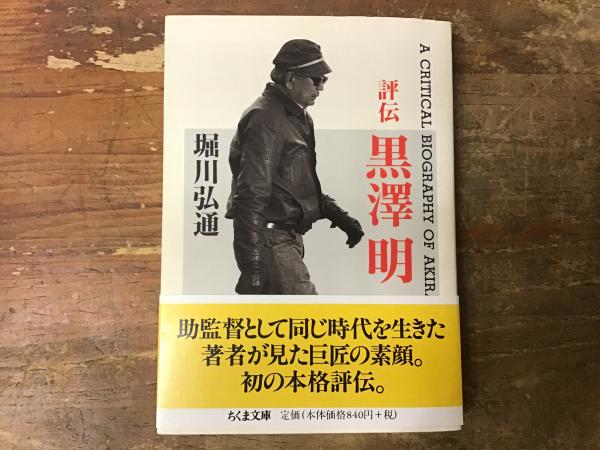 A CRITICAL BIOGRAPHY OF AKIRA
評伝
黒澤明
堀川弘通
助監督として同じ時代を生きた
著者が見た巨匠の素顔。
初の本格評伝。
ちくま文庫 定価(本体価格840円+税)